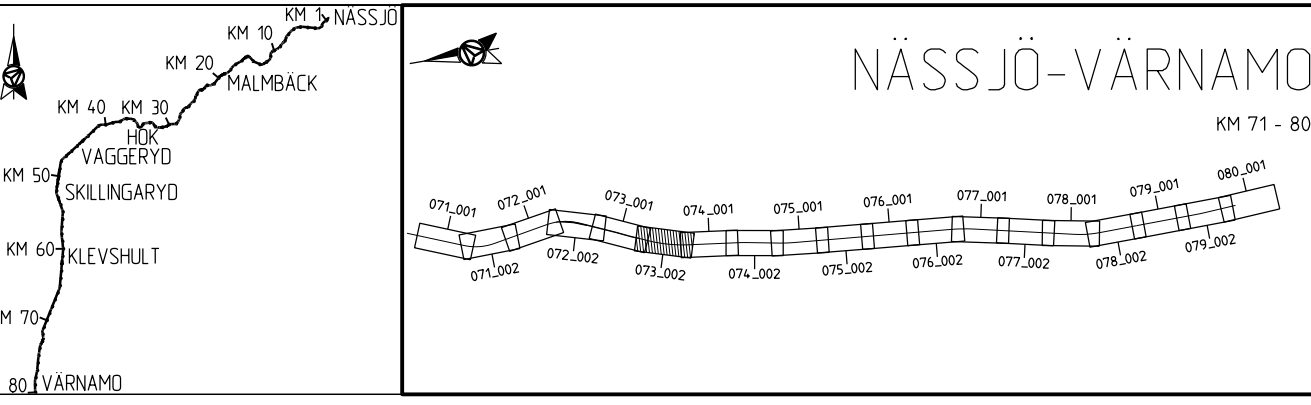 KM 1 NÄSSJÖ
KM 10
KM 20
MALMBÄCK
KM 40 KM 30
HOK
VAGGERYD
KM 50
SKILLINGARYD
KM 60
KLEVSHULT
M 70
80 VÄRNAMO
NÄSSJÖ-VÄRNAMO
KM 71 - 80
071_001
072_001
073_001
074_001
075_001
076_001
077_001
078_001
079_001
080_001
071_002
072_002
073_002
074_002
075_002
076_002
077_002
078_002
079_002